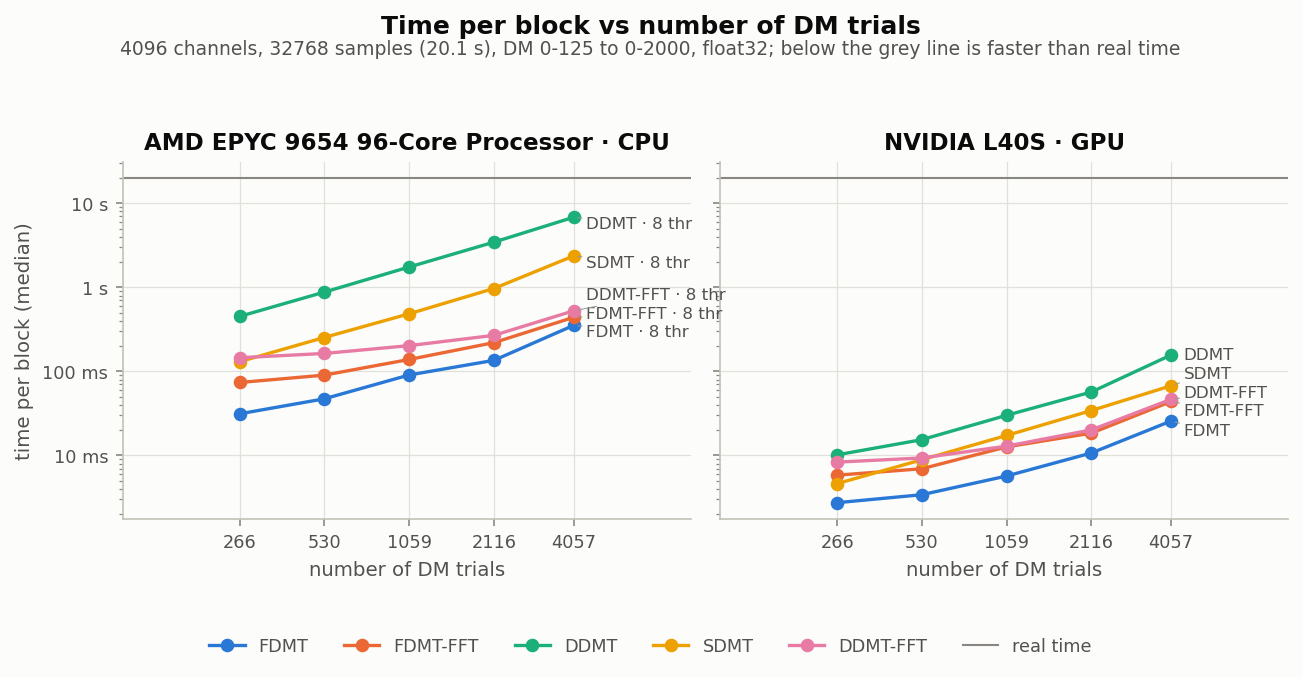 Time per block vs number of DM trials
4096 channels, 32768 samples (20.1 s), DM 0-125 to 0-2000, float32; below the grey line is faster than real time
AMD EPYC 9654 96-Core Processor · CPU
time per block (median)
10 s
1 s
100 ms
10 ms
DDMT · 8 thr
SDMT · 8 thr
DDMT-FFT · 8 thr
FDMT-FFT · 8 thr
FDMT · 8 thr
266 530 1059 2116 4057
number of DM trials
NVIDIA L40S · GPU
DDMT
SDMT
DDMT-FFT
FDMT-FFT
FDMT
266 530 1059 2116 4057
number of DM trials
FDMT FDMT-FFT DDMT SDMT DDMT-FFT real time